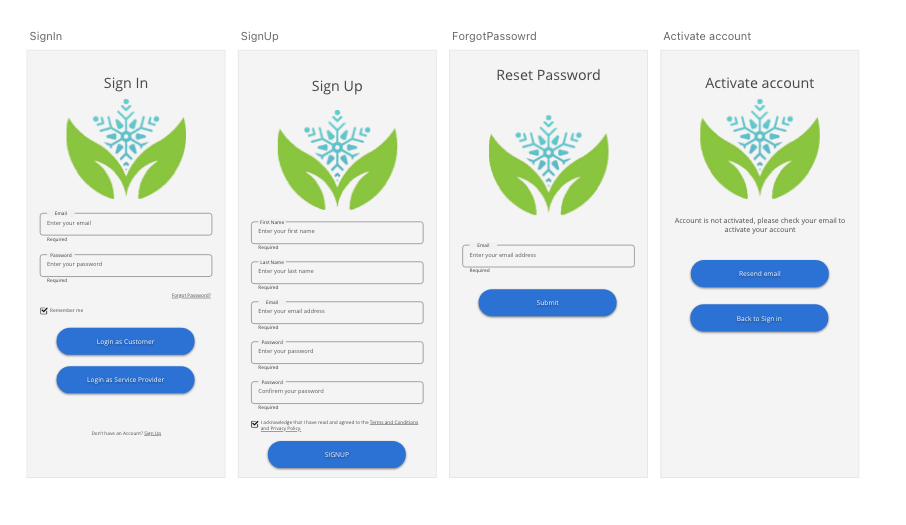 SignIn
Sign In
Email
Enter your email
Required
Password
Enter your password
Required
Forgot Password?
Remember me
Login as Customer
Login as Service Provider
Don't have an Account? Sign Up
SignUp
Sign Up
First Name
Enter your first name
Required
Last Name
Enter your last name
Required
Email
Enter your email address
Required
Password
Enter your password
Required
Password
Confirem your password
Required
I acknowledge that I have read and agreed to the Terms and Conditions
and Privacy Policy.
SIGNUP
ForgotPassowrd
Reset Password
Email
Enter your email address
Required
Submit
Activate account
Activate account
Account is not activated, please check your email to
activate your account
Resend email
Back to Sign in